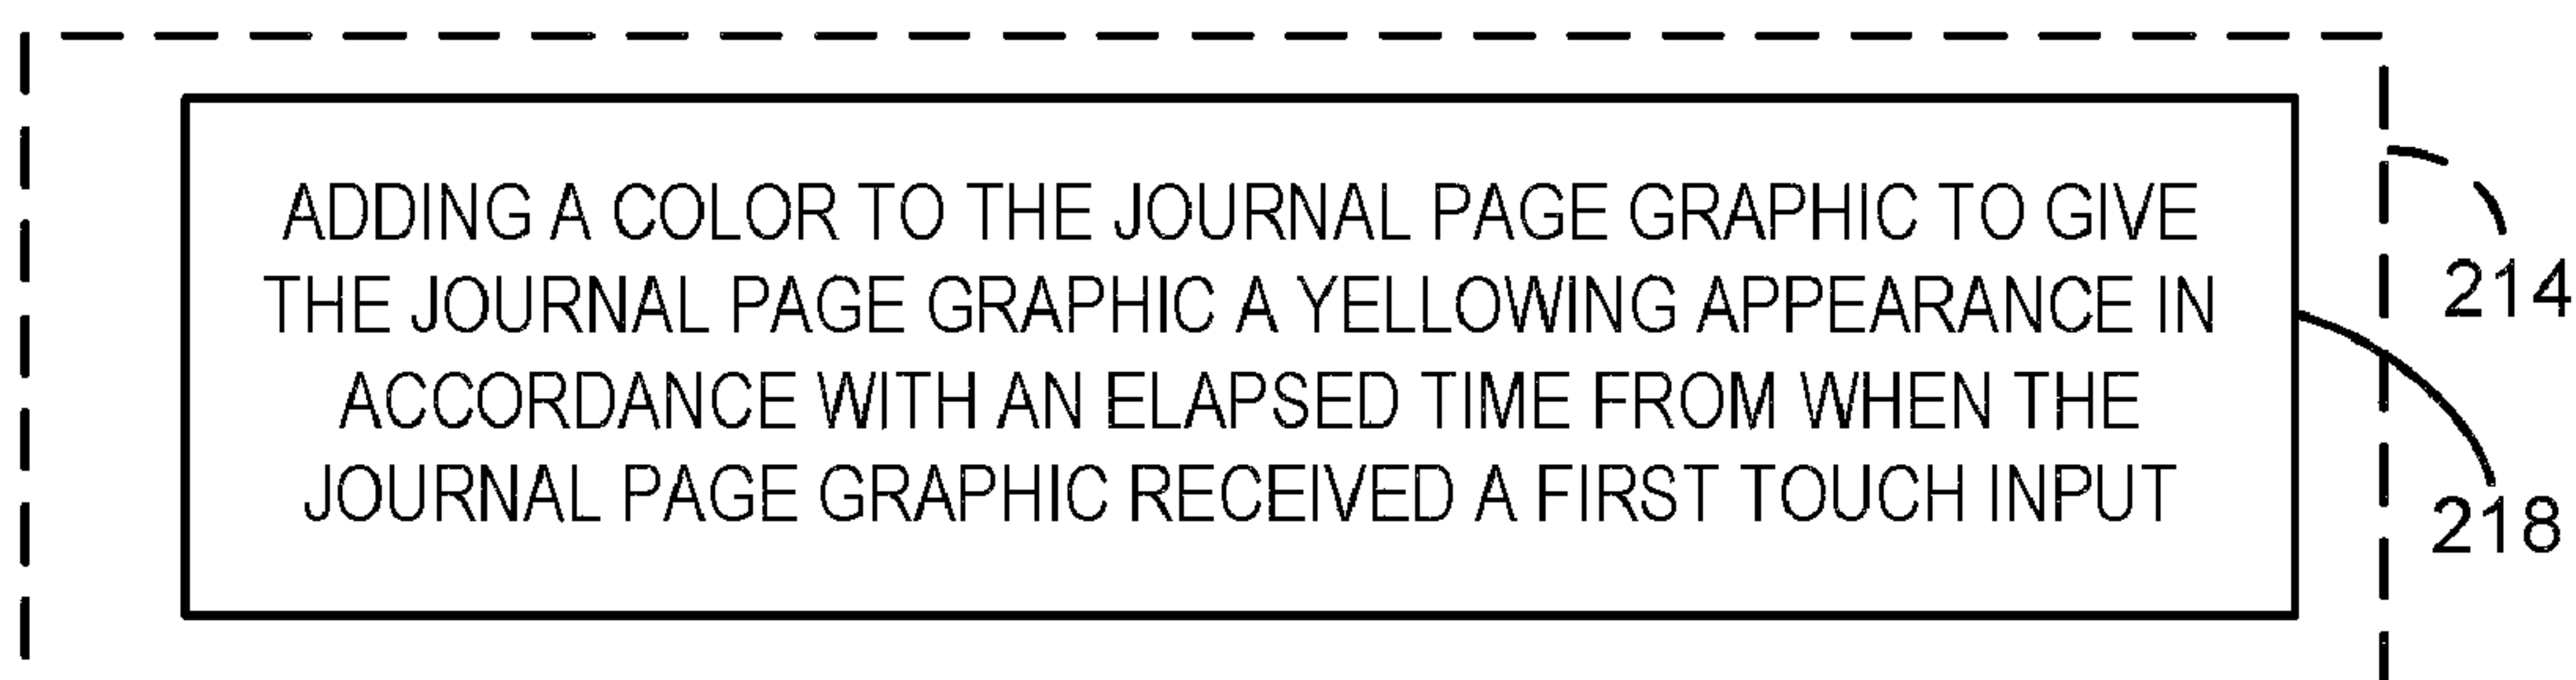 ADDING A COLOR TO THE JOURNAL PAGE GRAPHIC TO GIVE
THE JOURNAL PAGE GRAPHIC A YELLOWING APPEARANCE IN
ACCORDANCE WITH AN ELAPSED TIME FROM WHEN THE
JOURNAL PAGE GRAPHIC RECEIVED A FIRST TOUCH INPUT
214
218